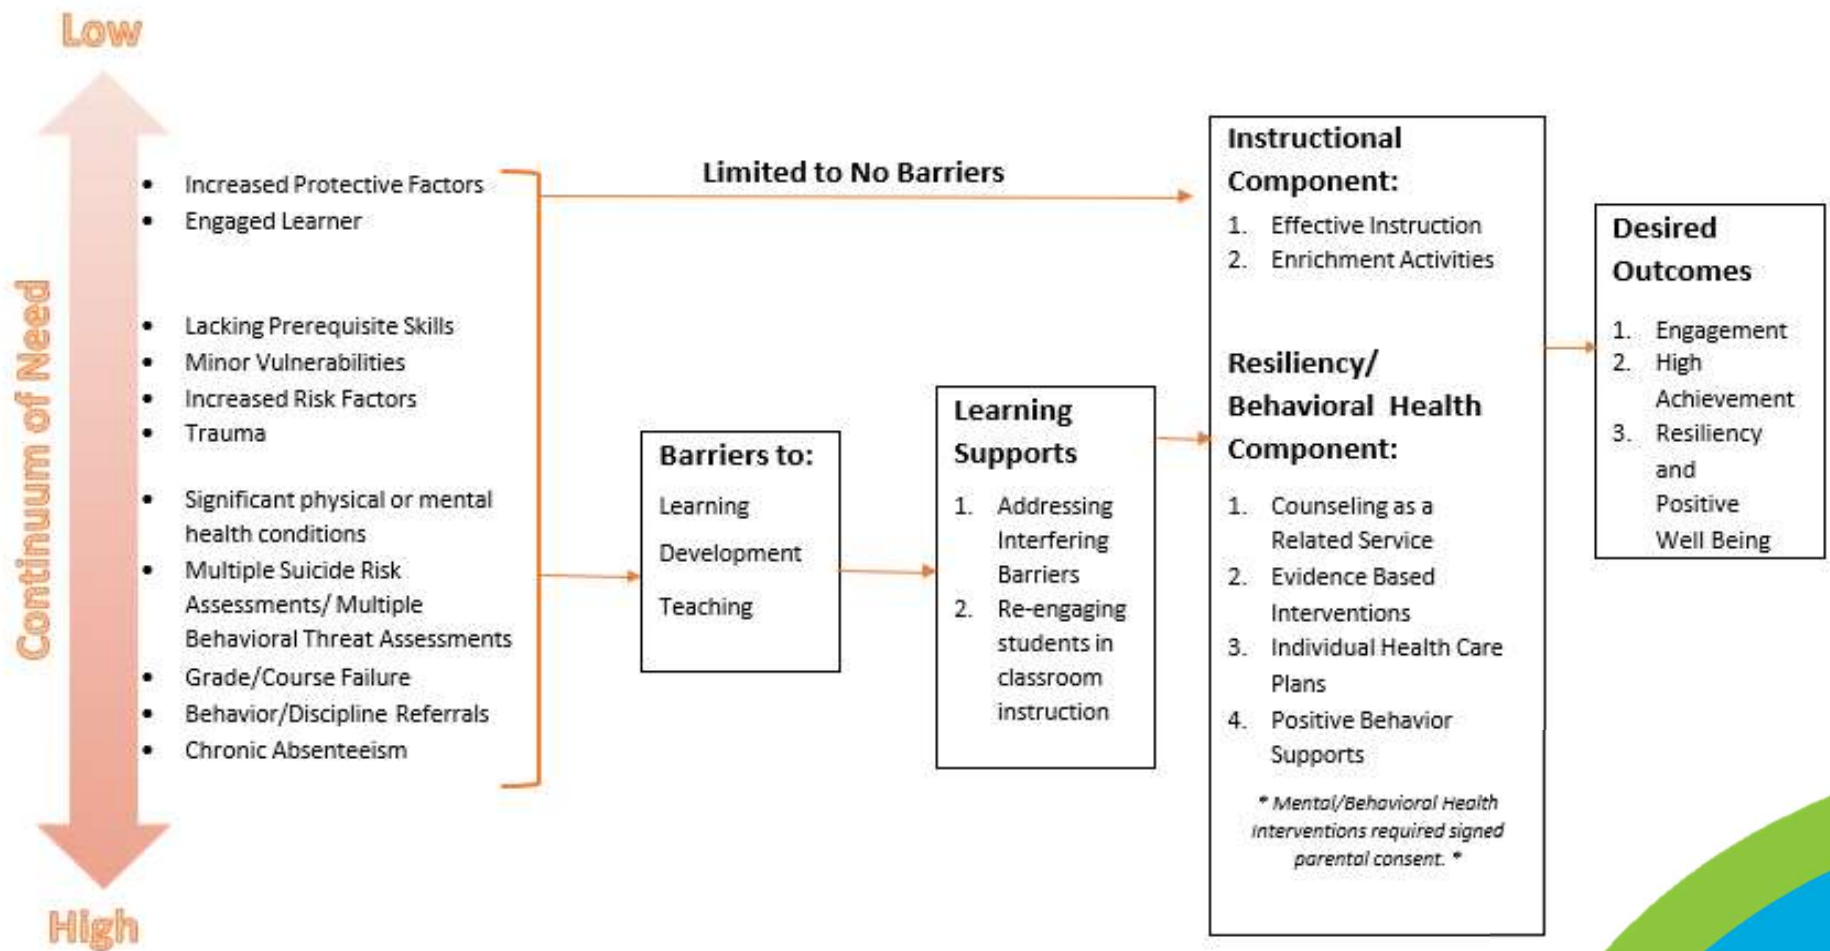 Low
Continuum of Need
High
• Increased Protective Factors
• Engaged Learner
• Lacking Prerequisite Skills
• Minor Vulnerabilities
• Increased Risk Factors
• Trauma
• Significant physical or mental
health conditions
• Multiple Suicide Risk
Assessments/ Multiple
Behavioral Threat Assessments
• Grade/Course Failure
• Behavior/Discipline Referrals
• Chronic Absenteeism
Limited to No Barriers
Barriers to:
Learning
Development
Teaching
Learning
Supports
1. Addressing
Interfering
Barriers
2. Re-engaging
students in
classroom
instruction
Instructional
Component:
1. Effective Instruction
2. Enrichment Activities
Resiliency/
Behavioral Health
Component:
1. Counseling as a
Related Service
2. Evidence Based
Interventions
3. Individual Health Care
Plans
4. Positive Behavior
Supports
* Mental/Behavioral Health
Interventions required signed
parental consent. *
Desired
Outcomes
1. Engagement
2. High
Achievement
3. Resiliency
and
Positive
Well Being